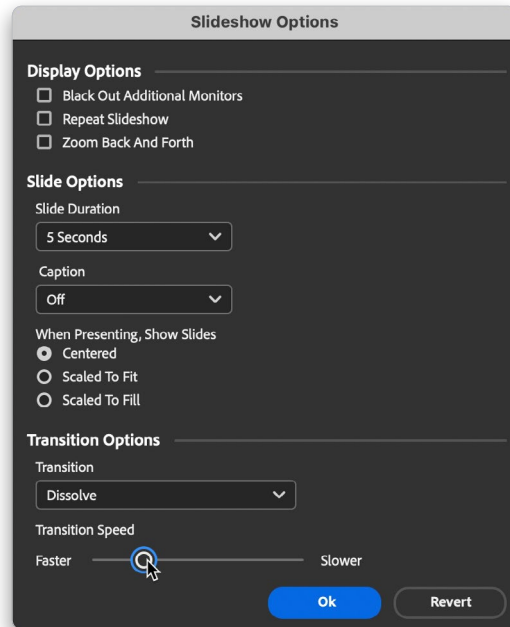 Slideshow Options
Display Options
Black Out Additional Monitors
Repeat Slideshow
Zoom Back And Forth
Slide Options
Slide Duration
5 Seconds
Caption
Off
When Presenting, Show Slides
Centered
Scaled To Fit
Scaled To Fill
Transition Options
Transition
Dissolve
Transition Speed
Faster Slower
Ok Revert